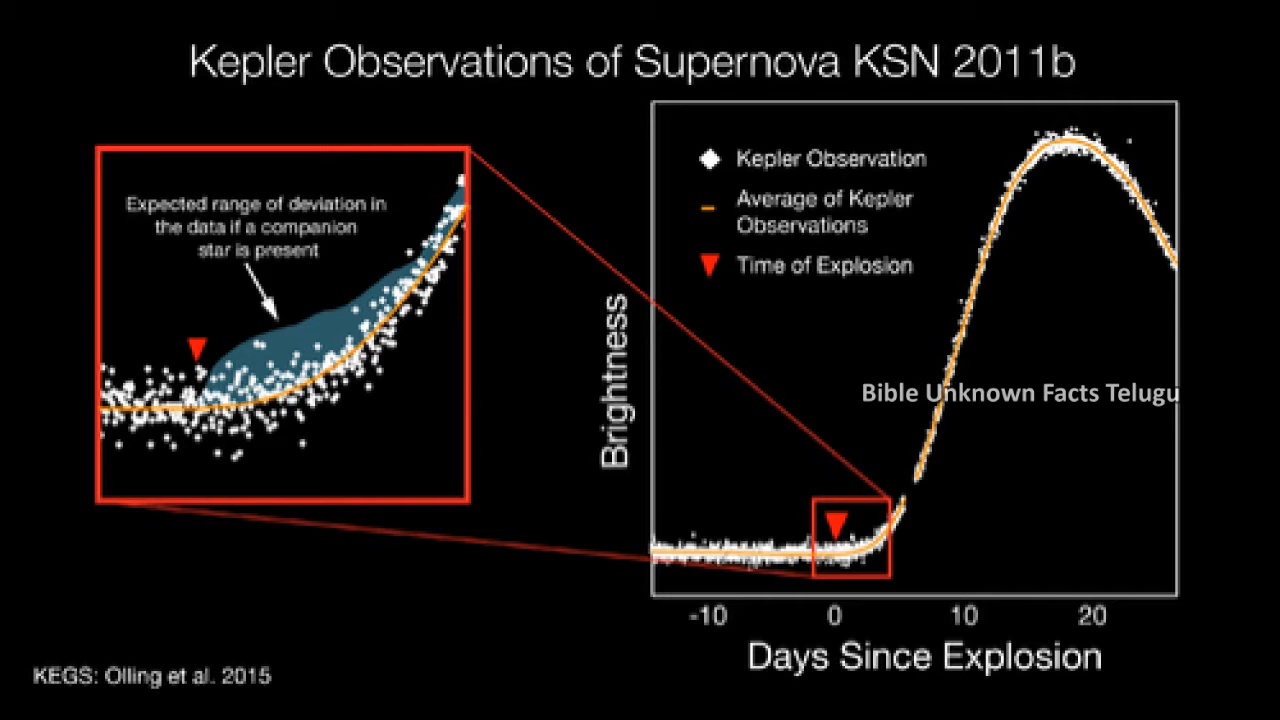 Kepler Observations of Supernova KSN 2011b
Expected range of deviation in
the data if a companion
star is present
Kepler Observation
Average of Kepler
Observations
Time of Explosion
Brightness
Bible Unknown Facts Telugu
-10 0 10 20
Days Since Explosion
KEGS: Olling et al. 2015